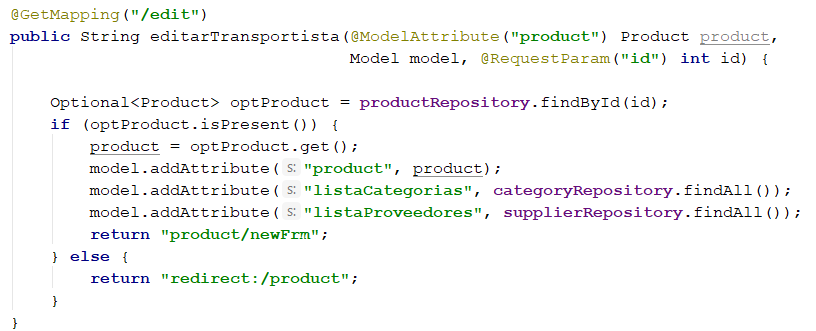 @GetMapping("/edit")
public String editarTransportista(@ModelAttribute("product") Product product,
                                  Model model, @RequestParam("id") int id) {

    Optional<Product> optProduct = productRepository.findById(id);
    if (optProduct.isPresent()) {
        product = optProduct.get();
        model.addAttribute( s: "product", product);
        model.addAttribute( s: "listaCategorias", categoryRepository.findAll());
        model.addAttribute( s: "listaProveedores", supplierRepository.findAll());
        return "product/newFrm";
    } else {
        return "redirect:/product";
    }
}